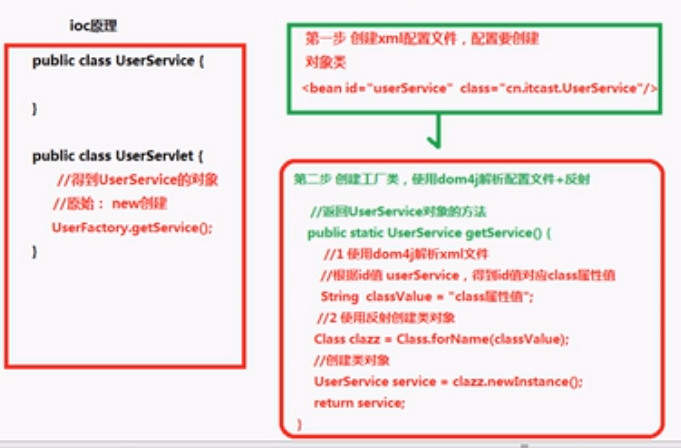 ioc原理
public class UserService {
}
public class UserServlet {
//得到UserService的对象
//原始： new创建
UserFactory.getService();
}
第一步 创建xml配置文件，配置要创建
对象类
<bean id="userService" class="cn.itcast.UserService"/>
第二步 创建工厂类，使用dom4j解析配置文件+反射
//返回UserService对象的方法
public static UserService getService() {
//1 使用dom4j解析xml文件
//根据id值 userService，得到id值对应class属性值
String classValue = "class属性值";
//2 使用反射创建类对象
Class clazz = Class.forName(classValue);
//创建类对象
UserService service = clazz.newInstance();
return service;
}